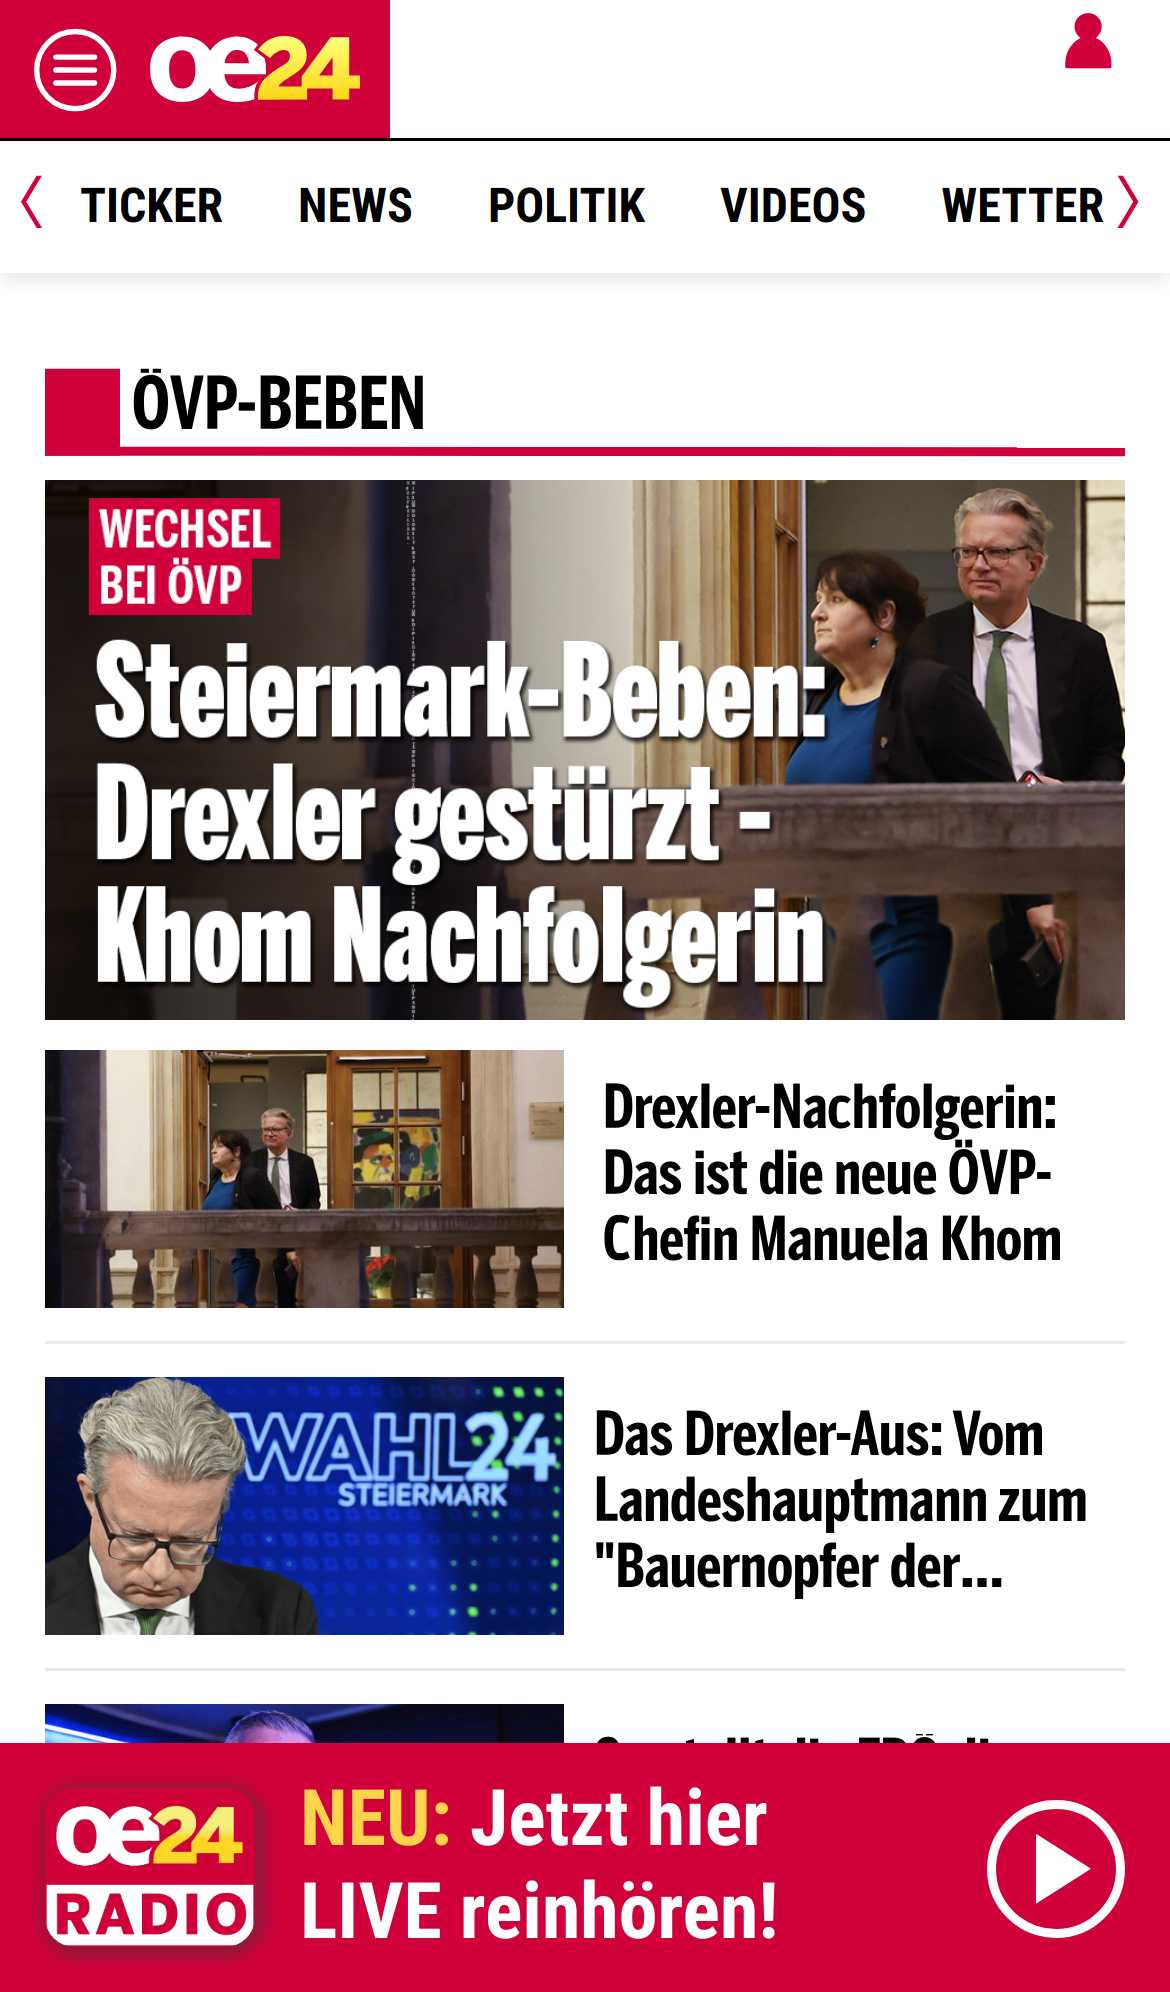 oe24
TICKER NEWS POLITIK VIDEOS WETTER
ÖVP-BEBEN
WECHSEL
BEI ÖVP
Steiermark-Beben:
Drexler gestürzt -
Khom Nachfolgerin
Drexler-Nachfolgerin:
Das ist die neue ÖVP-
Chefin Manuela Khom
WAHL24
STEIERMARK
Das Drexler-Aus: Vom
Landeshauptmann zum
"Bauernopfer der...
oe24
RADIO
NEU: Jetzt hier
LIVE reinhören!